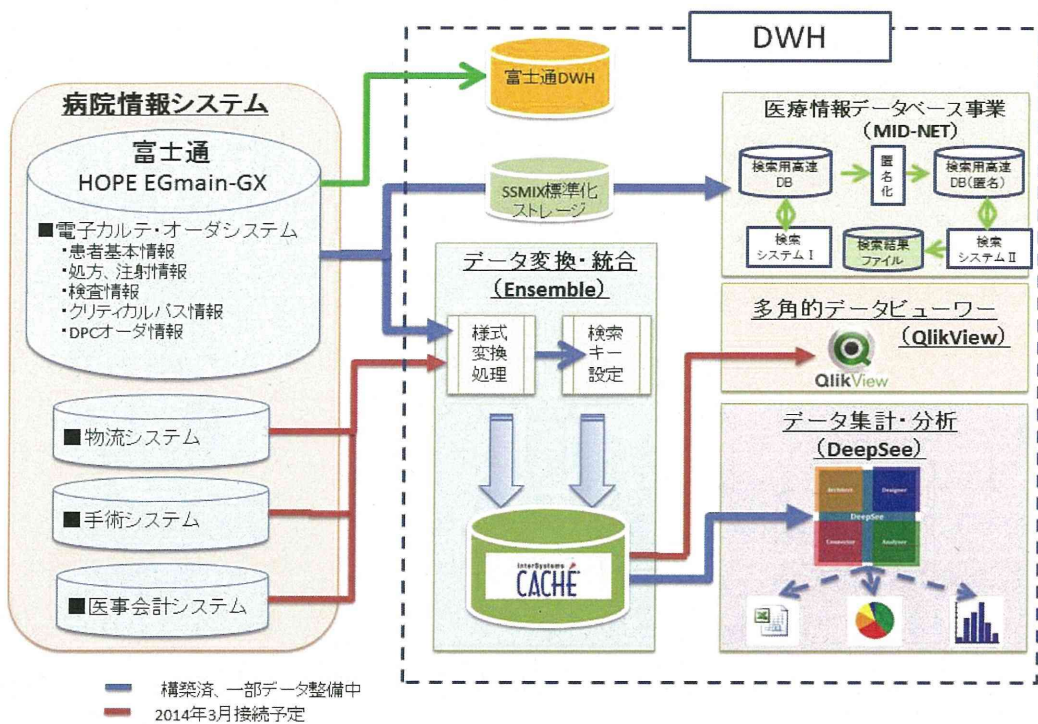 DWH
病院情報システム
富士通
HOPE EGmain-GX
■電子カルテ・オーダシステム
・患者基本情報
・処方、注射情報
・検査情報
・クリティカルパス情報
・DPCオーダ情報
■物流システム
■手術システム
■医事会計システム
富士通DWH
SSMIX標準化
ストレージ
データ変換・統合
(Ensemble)
様式
変換
処理
検索
キー
設定
InterSystems
CACHÉ
医療情報データベース事業
(MID-NET)
検索用高速
DB
匿
名
化
検索用高速
DB(匿名)
検索
システムⅠ
検索結果
ファイル
検索
システムⅡ
多角的データビューワー
(QlikView)
QlikView
データ集計・分析
(DeepSee)
Architect
Designer
DeepSee
Connector
Analyzer
構築済、一部データ整備中
2014年3月接続予定